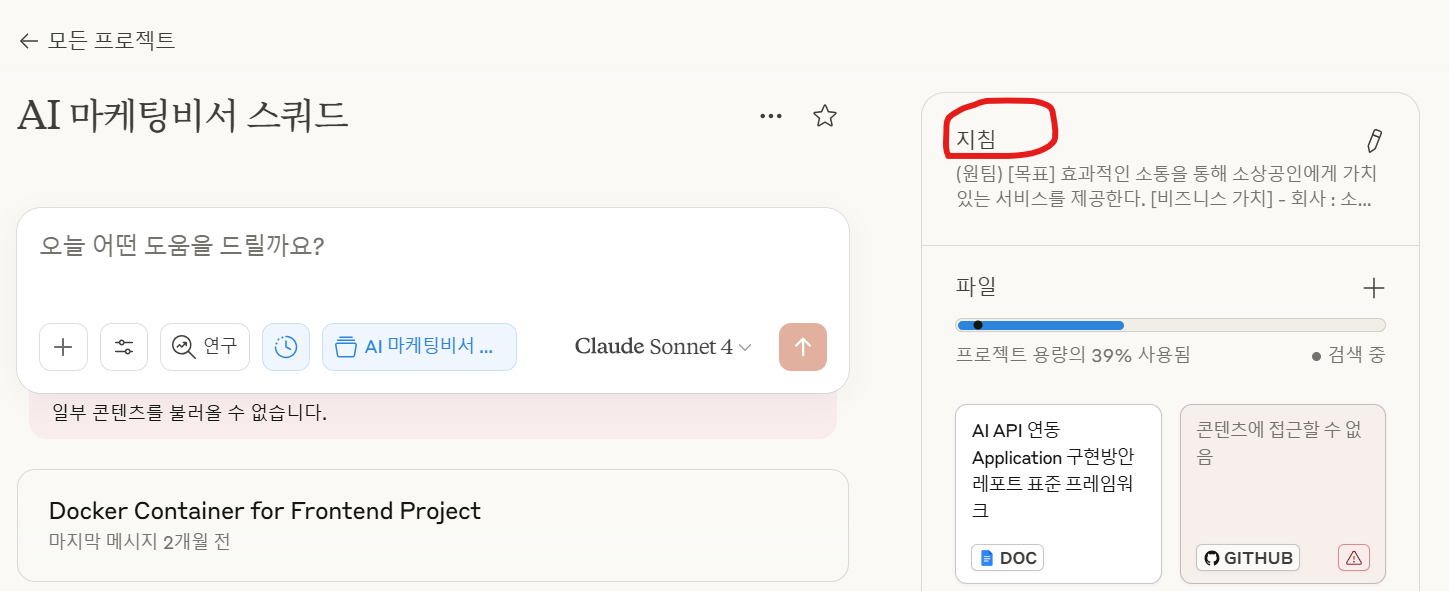 ← 모든 프로젝트
AI 마케팅비서 스쿼드
오늘 어떤 도움을 드릴까요?
연구
AI 마케팅비서 ...
Claude Sonnet 4
일부 콘텐츠를 불러올 수 없습니다.
Docker Container for Frontend Project
마지막 메시지 2개월 전
지침
(원팀) [목표] 효과적인 소통을 통해 소상공인에게 가치
있는 서비스를 제공한다. [비즈니스 가치] - 회사 : 소...
파일
프로젝트 용량의 39% 사용됨
검색 중
AI API 연동
Application 구현방안
레포트 표준 프레임워
크
DOC
콘텐츠에 접근할 수 없
음
GITHUB